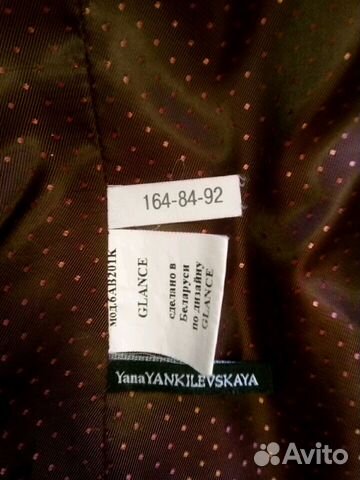 164-84-92
мод.6АВ201К
GLANCE
сделано в
Беларуси
по дизайну
GLANCE
YanaYANKILEVSKAYA
Avito